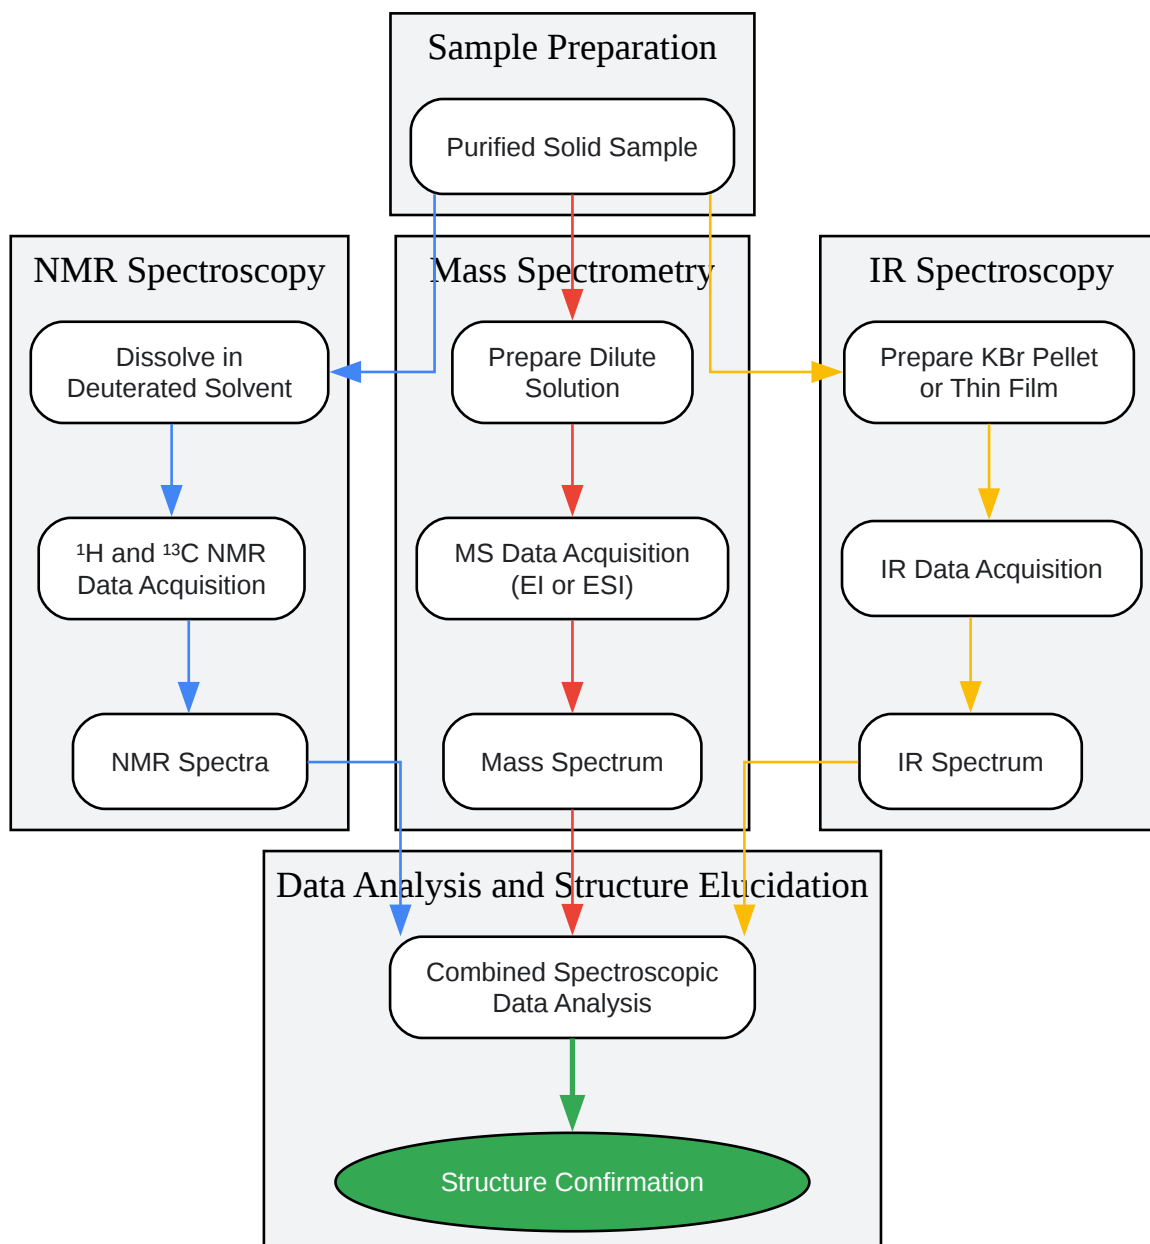 Sample Preparation
Purified Solid Sample
NMR Spectroscopy
Dissolve in
Deuterated Solvent
¹H and ¹³C NMR
Data Acquisition
NMR Spectra
Mass Spectrometry
Prepare Dilute
Solution
MS Data Acquisition
(EI or ESI)
Mass Spectrum
IR Spectroscopy
Prepare KBr Pellet
or Thin Film
IR Data Acquisition
IR Spectrum
Data Analysis and Structure Elucidation
Combined Spectroscopic
Data Analysis
Structure Confirmation